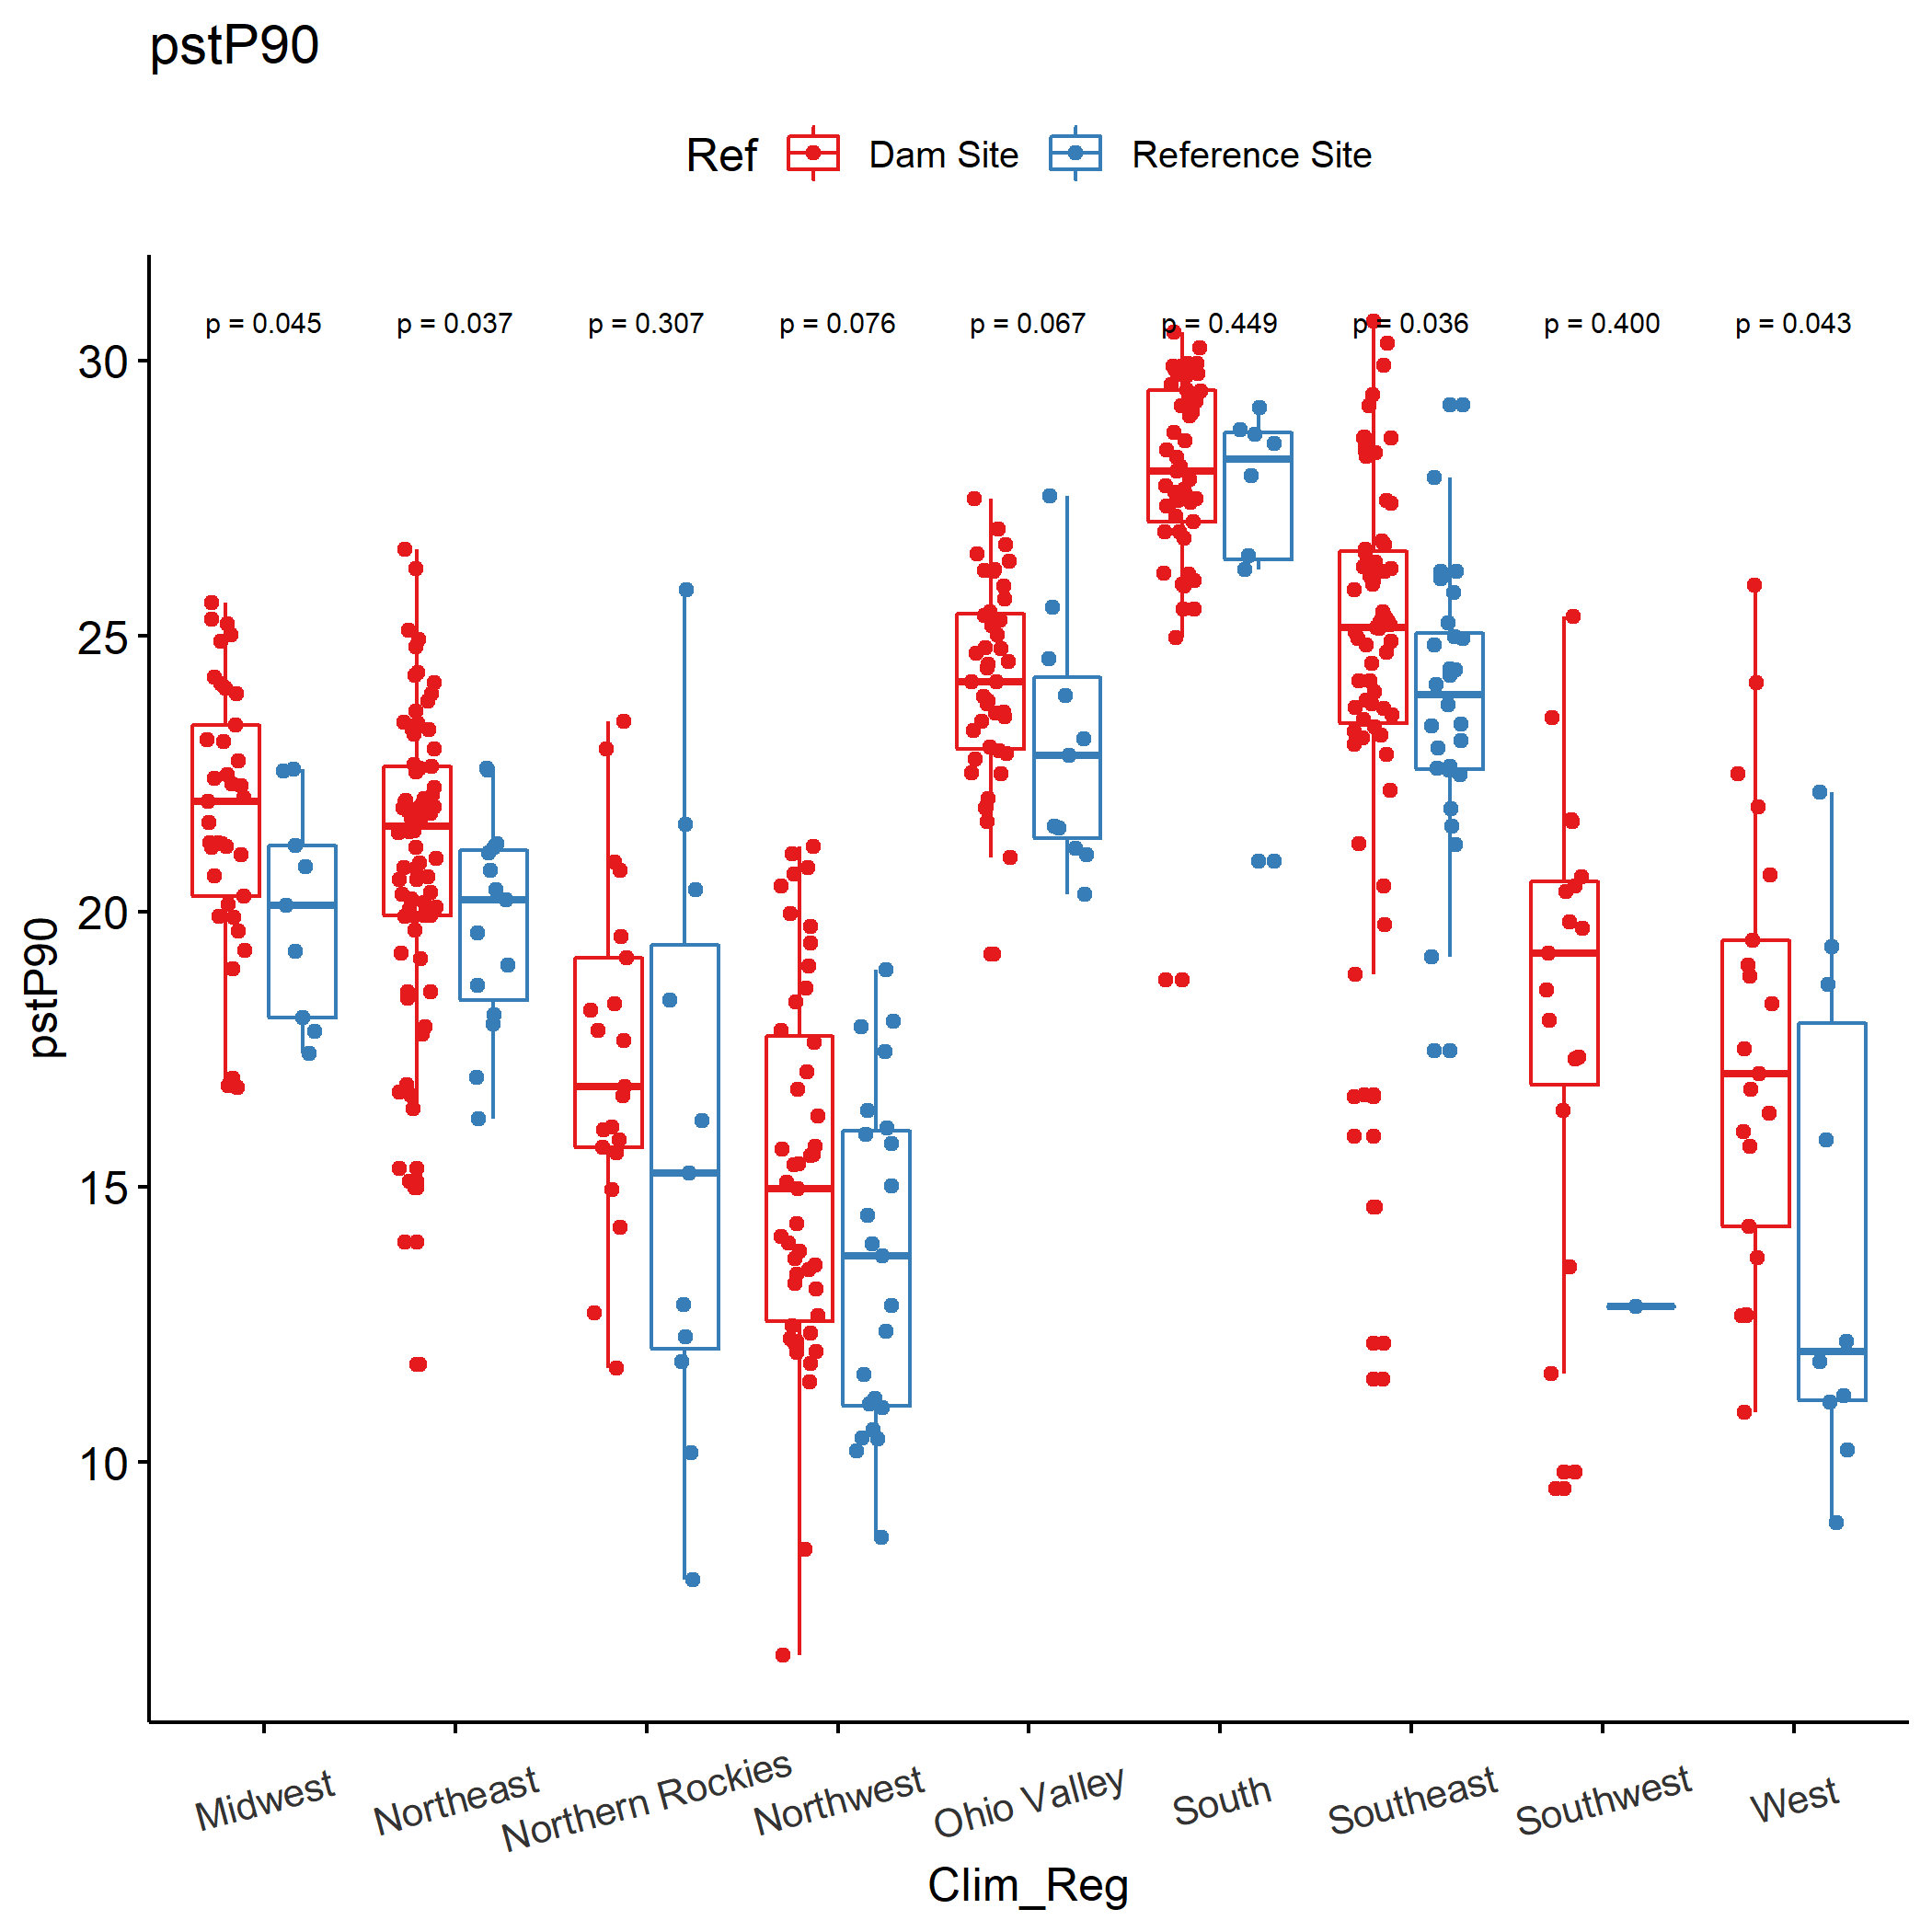 pstP90
Ref Dam Site Reference Site
p = 0.045 p = 0.037 p = 0.307 p = 0.076 p = 0.067 p = 0.449 p = 0.036 p = 0.400 p = 0.043
30
25
20
15
10
pstP90
Midwest Northeast Northern Rockies Northwest Ohio Valley South Southeast Southwest West
Clim_Reg